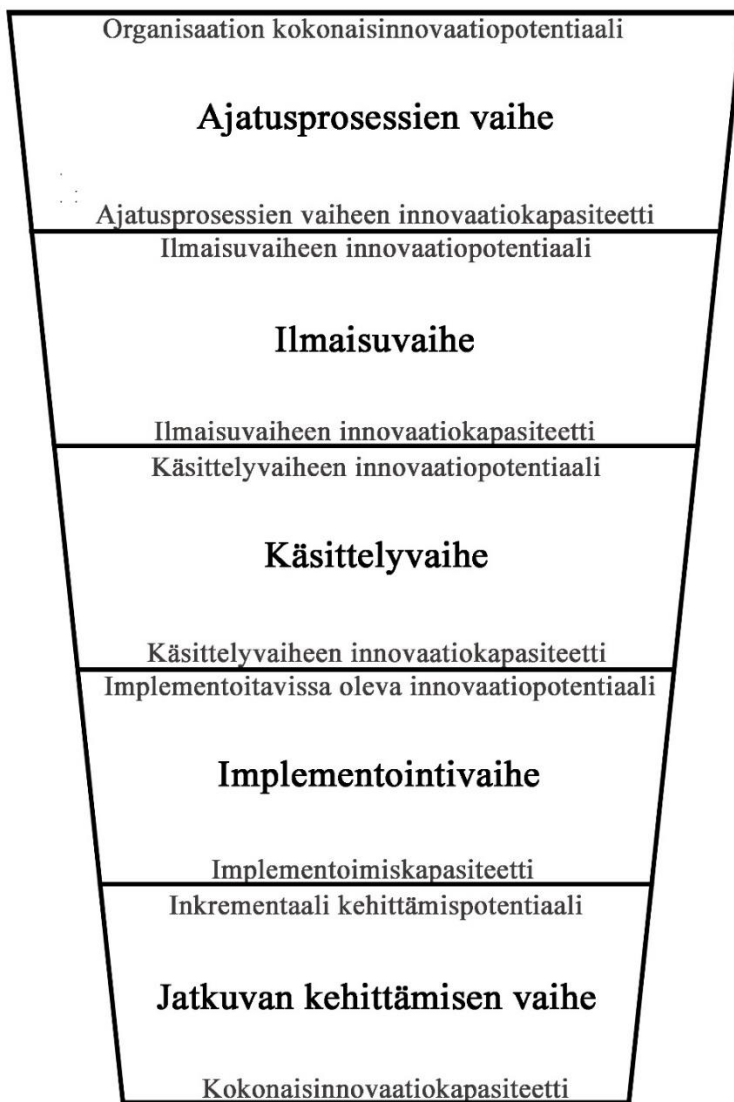 Organisaation kokonaisinnovaatiopotentiaali
Ajatusprosessien vaihe
Ajatusprosessien vaiheen innovaatiokapasiteetti
Ilmaisuvaiheen innovaatiopotentiaali
Ilmaisuvaihe
Ilmaisuvaiheen innovaatiokapasiteetti
Käsittelyvaiheen innovaatiopotentiaali
Käsittelyvaihe
Käsittelyvaiheen innovaatiokapasiteetti
Implementoitavissa oleva innovaatiopotentiaali
Implementointivaihe
Implementoimiskapasiteetti
Inkrementaali kehittämispotentiaali
Jatkuvan kehittämisen vaihe
Kokonaisinnovaatiokapasiteetti